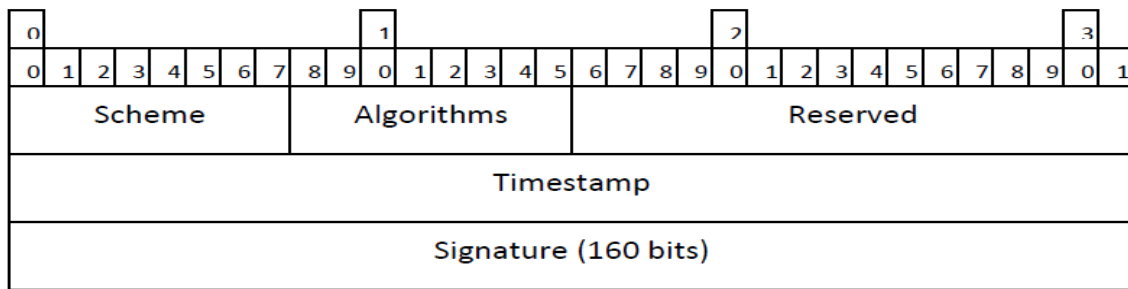 0 1 2 3
0 1 2 3 4 5 6 7 8 9 0 1 2 3 4 5 6 7 8 9 0 1 2 3 4 5 6 7 8 9 0 1
Scheme Algorithms Reserved
Timestamp
Signature (160 bits)